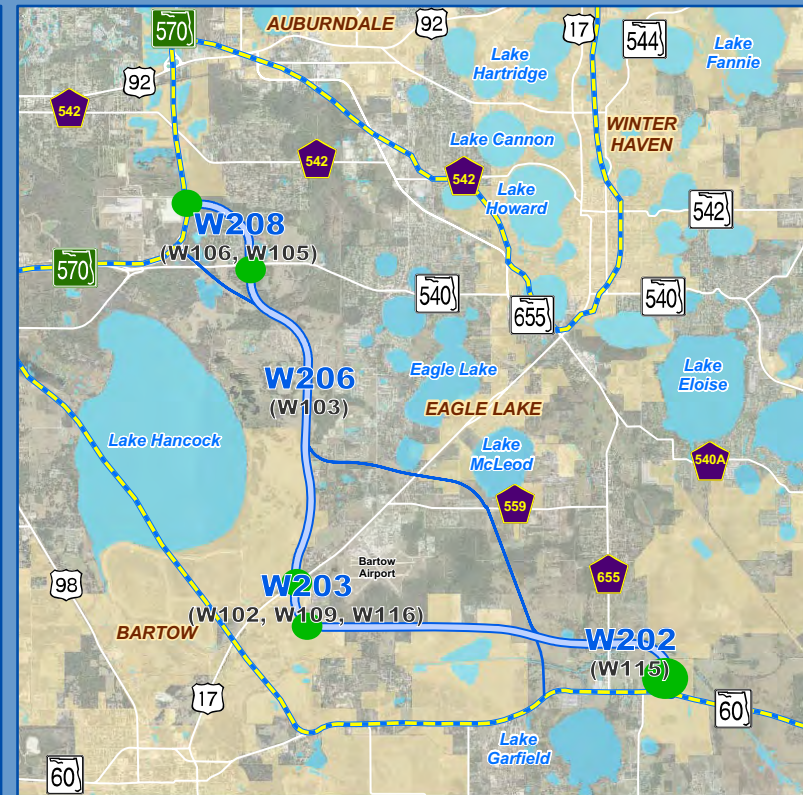 570
AUBURNDALE
92
17
544
Lake
Fannie
Lake
Hartridge
92
542
542
Lake Cannon
WINTER
HAVEN
542
Lake
Howard
542
W208
(W106, W105)
570
540
655
540
W206
(W103)
Eagle Lake
EAGLE LAKE
Lake
Eloise
Lake Hancock
Lake
McLeod
540A
559
98
Bartow
Airport
655
W203
(W102, W109, W116)
BARTOW
W202
(W115)
17
60
Lake
Garfield
60